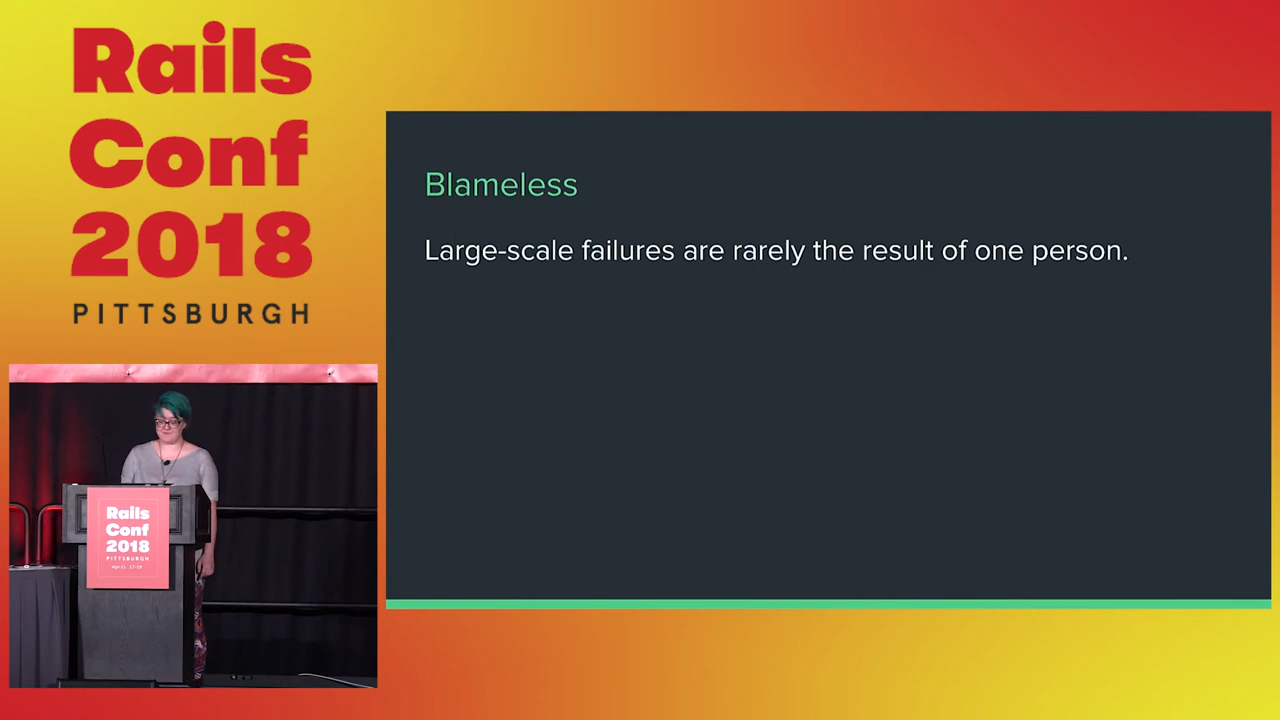 Rails
Conf
2018
PITTSBURGH
Blameless
Large-scale failures are rarely the result of one person.
Rails
Conf
2018
PITTSBURGH